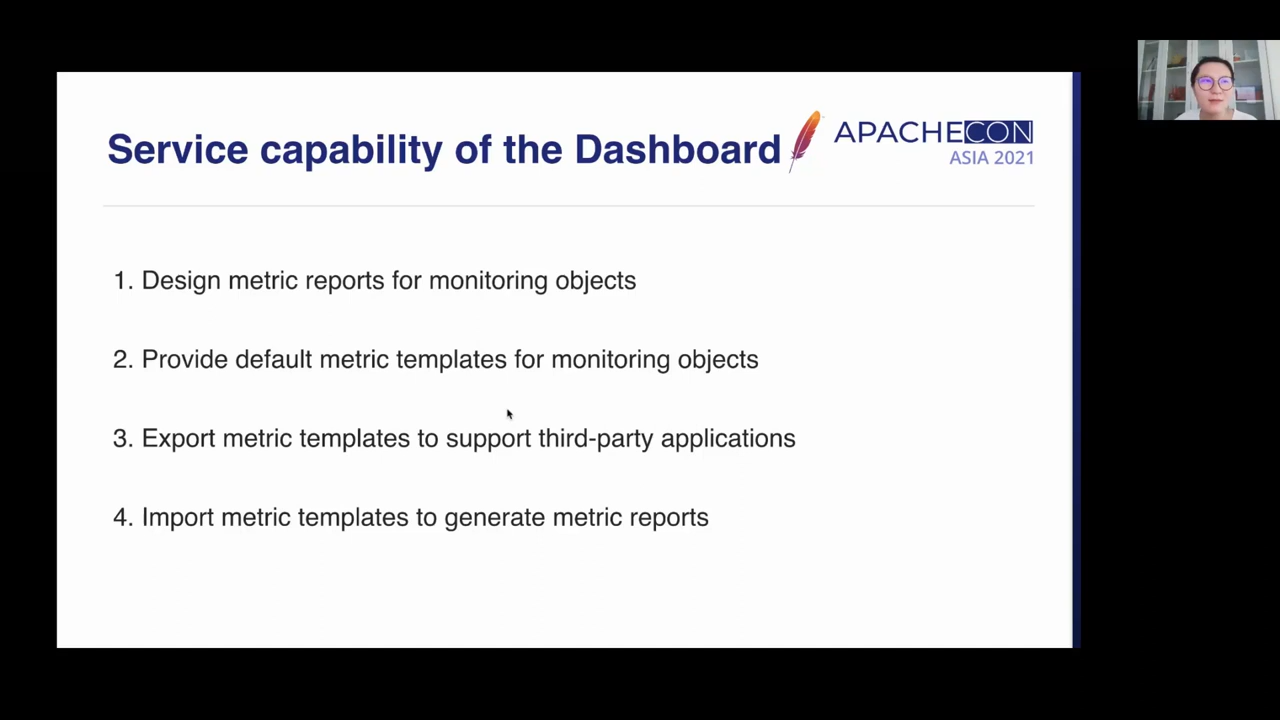 Service capability of the Dashboard
APACHECON
ASIA 2021
1. Design metric reports for monitoring objects
2. Provide default metric templates for monitoring objects
3. Export metric templates to support third-party applications
4. Import metric templates to generate metric reports